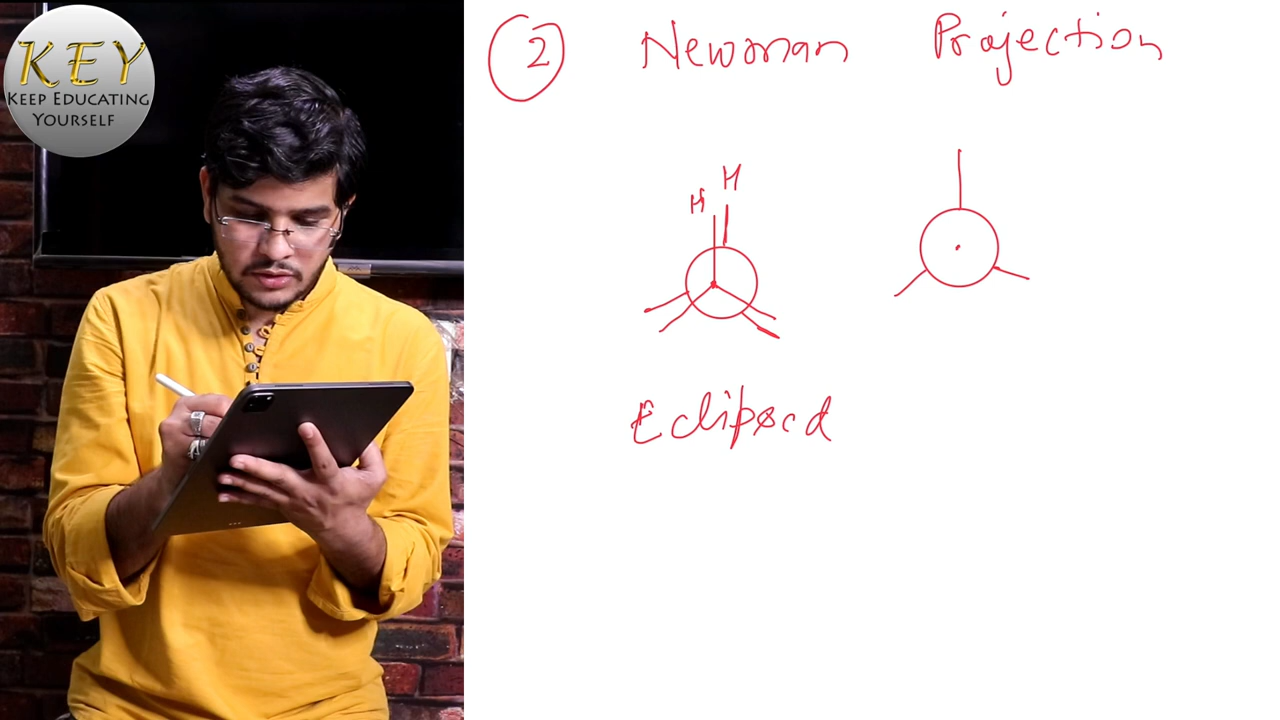 KEY
KEEP EDUCATING
YOURSELF
2 Newman Projection
H H
Eclipsed